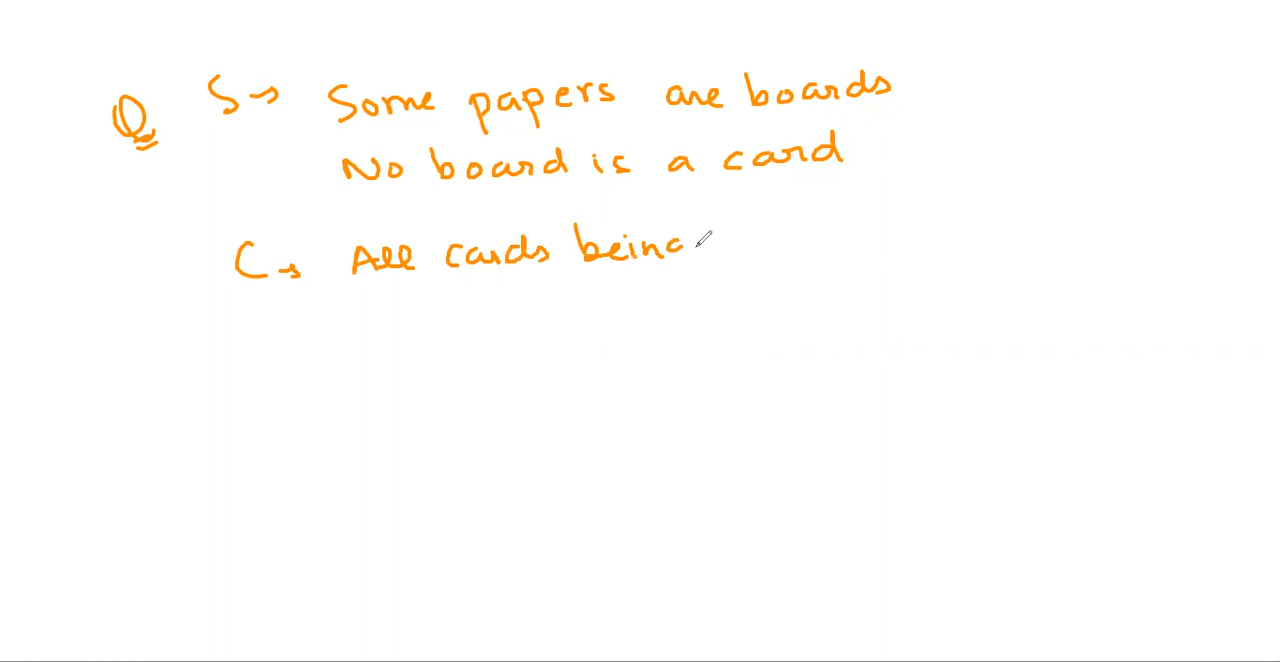 Q S→ Some papers are boards
No board is a card
C→ All cards being